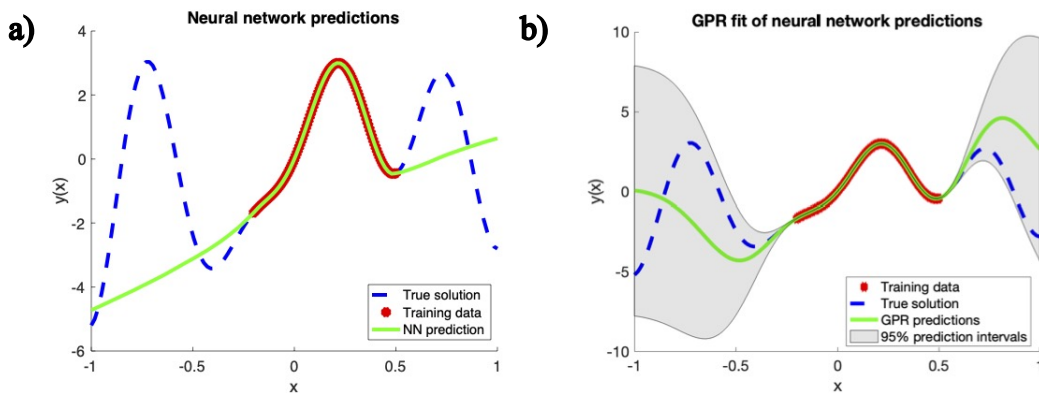 a)
Neural network predictions
y(x)
4
2
0
-2
-4
-6
-1
-0.5
0
0.5
1
x
True solution
Training data
NN prediction
b)
GPR fit of neural network predictions
y(x)
10
5
0
-5
-10
-1
-0.5
0
0.5
1
x
Training data
True solution
GPR predictions
95% prediction intervals